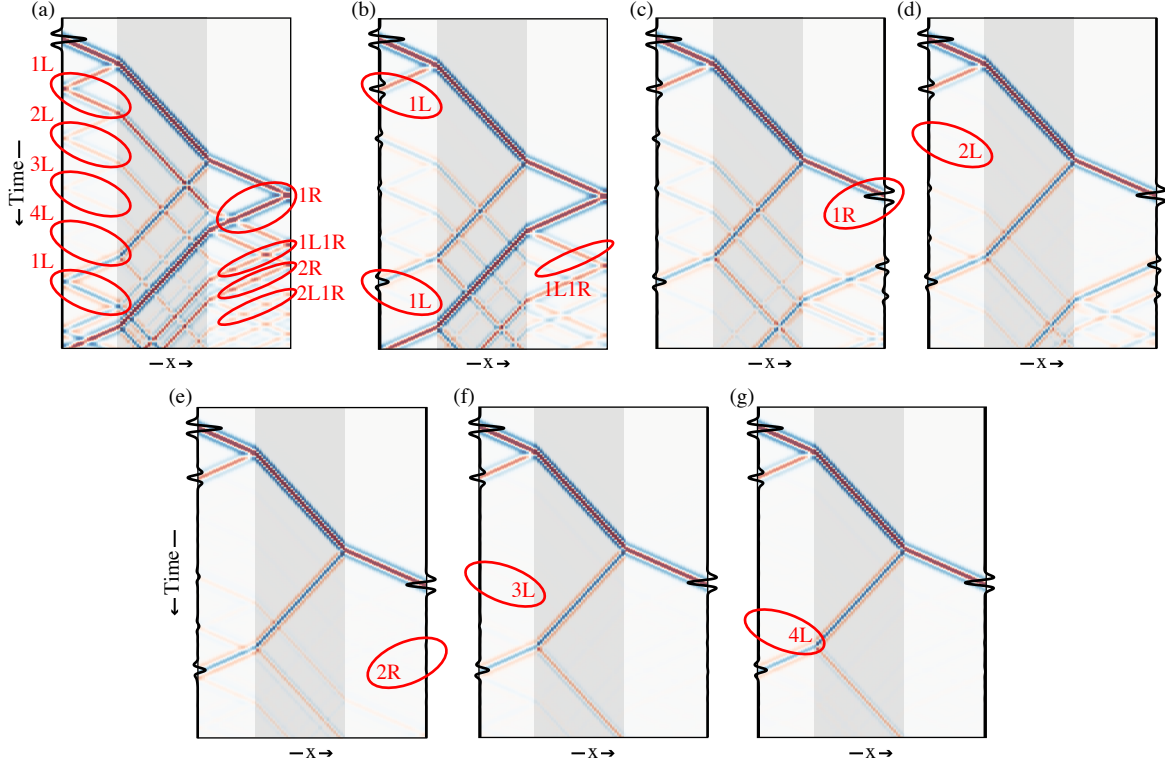 (a)
(b)
(c)
(d)
1L
2L
3L
4L
1L
1R
1L1R
2R
2L1R
←Time—
—x→
1L
1L
1L1R
—x→
1R
—x→
2L
—x→
(e)
(f)
(g)
←Time—
2R
—x→
3L
—x→
4L
—x→